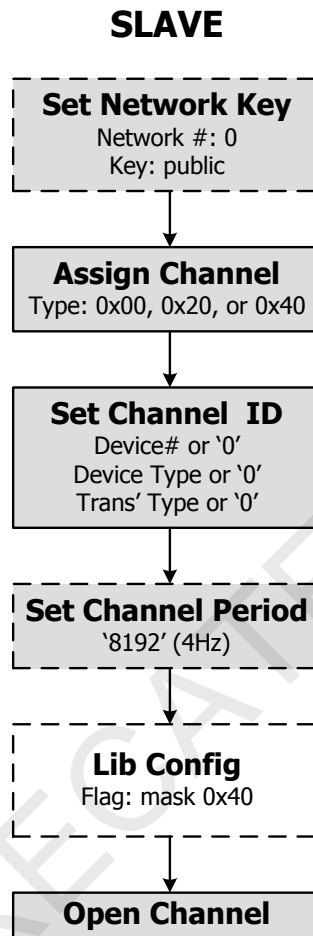 SLAVE
Set Network Key
Network #: 0
Key: public
Assign Channel
Type: 0x00, 0x20, or 0x40
Set Channel ID
Device# or ‘0’
Device Type or ‘0’
Trans’ Type or ‘0’
Set Channel Period
‘8192’ (4Hz)
Lib Config
Flag: mask 0x40
Open Channel